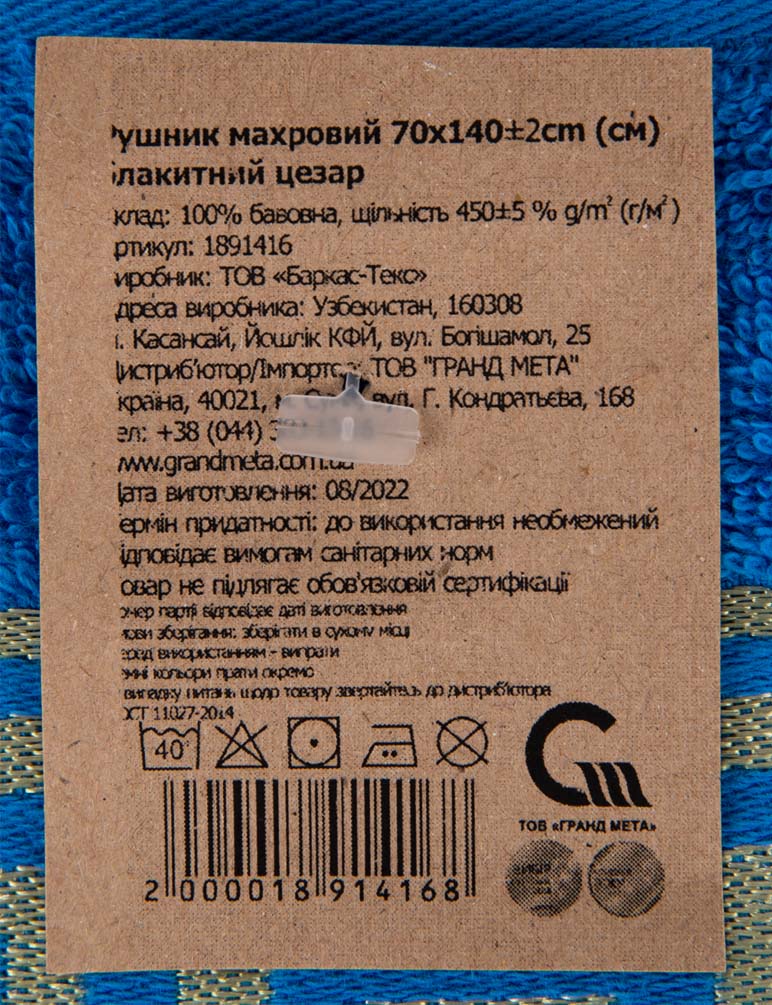 ушник махровий 70х140±2cm (см)
лакитний цезар
клад: 100% бавовна, щільність 450±5 % g/m² (г/м²)
ртикул: 1891416
иробник: ТОВ «Баркас-Текс»
дреса виробника: Узбекистан, 160308
. Касансай, Йошлік КФЙ, вул. Богішамол, 25
истриб'ютор/Імпортер: ТОВ "ГРАНД МЕТА"
країна, 40021, вул. Г. Кондратьєва, 168
ел: +38 (044)
www.grandmeta.com.ua
ата виготовлення: 08/2022
ермін придатності: до використання необмежений
ідповідає вимогам санітарних норм
овар не підлягає обов'язковій сертифікації
омер партії відповідає даті виготовлення
мови зберігання: зберігати в сухому місці
еред використанням - випрати
емні кольори прати окремо
випадку питань щодо товару звертайтесь до дистриб'ютора
ОСТ 11027-2014
40°
ТОВ «ГРАНД МЕТА»
2 000018 914168